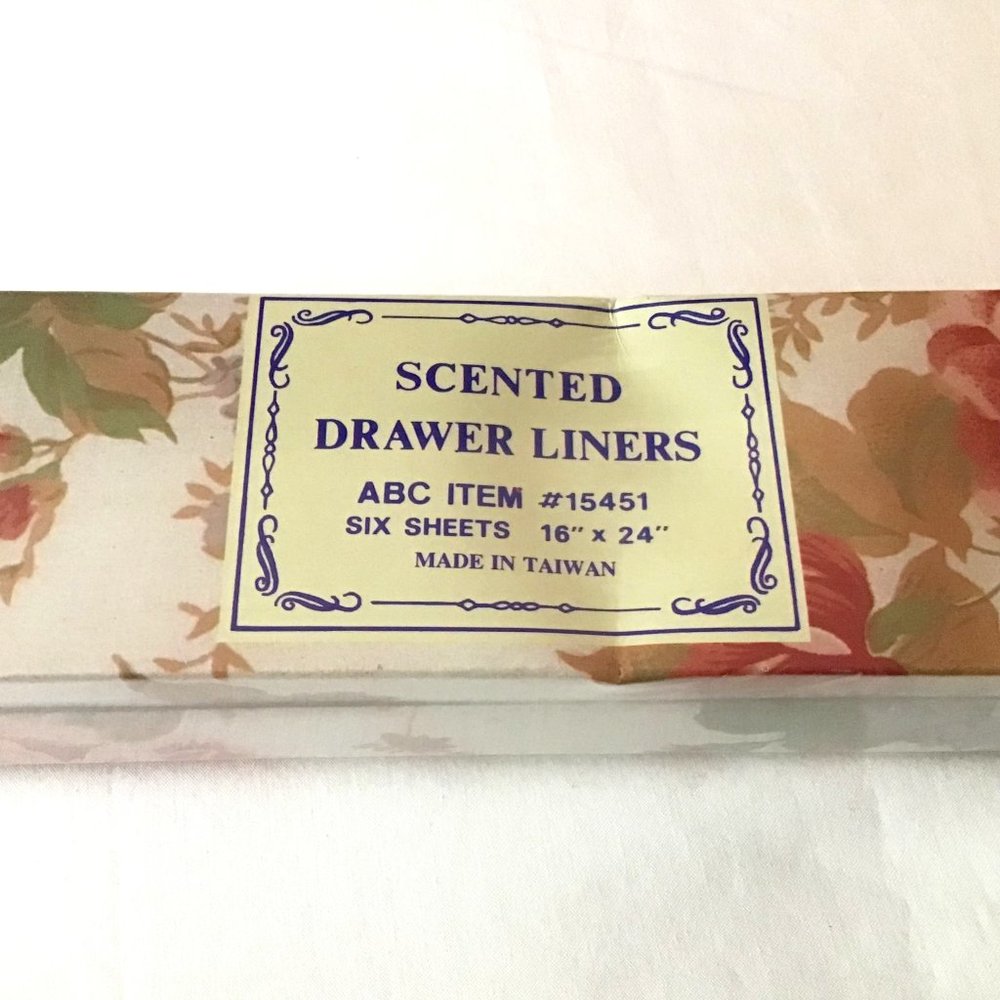 SCENTED
DRAWER LINERS
ABC ITEM #15451
SIX SHEETS 16" x 24"
MADE IN TAIWAN